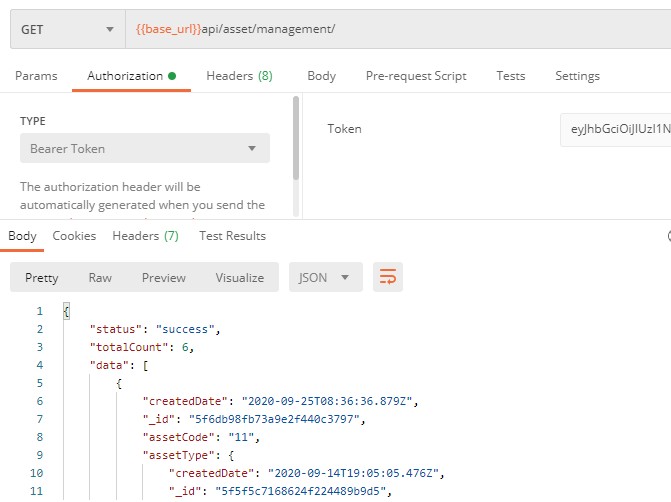 GET {{base_url}}api/asset/management/
Params Authorization Headers (8) Body Pre-request Script Tests Settings
TYPE
Bearer Token
The authorization header will be
automatically generated when you send the
Token eyJhbGciOiJIUzI1N
Body Cookies Headers (7) Test Results
Pretty Raw Preview Visualize JSON
1 {
2 "status": "success",
3 "totalCount": 6,
4 "data": [
5 {
6 "createdDate": "2020-09-25T08:36:36.879Z",
7 "_id": "5f6db98fb73a9e2f440c3797",
8 "assetCode": "11",
9 "assetType": {
10 "createdDate": "2020-09-14T19:05:05.476Z",
11 "_id": "5f5f5c7168624f224489b9d5",